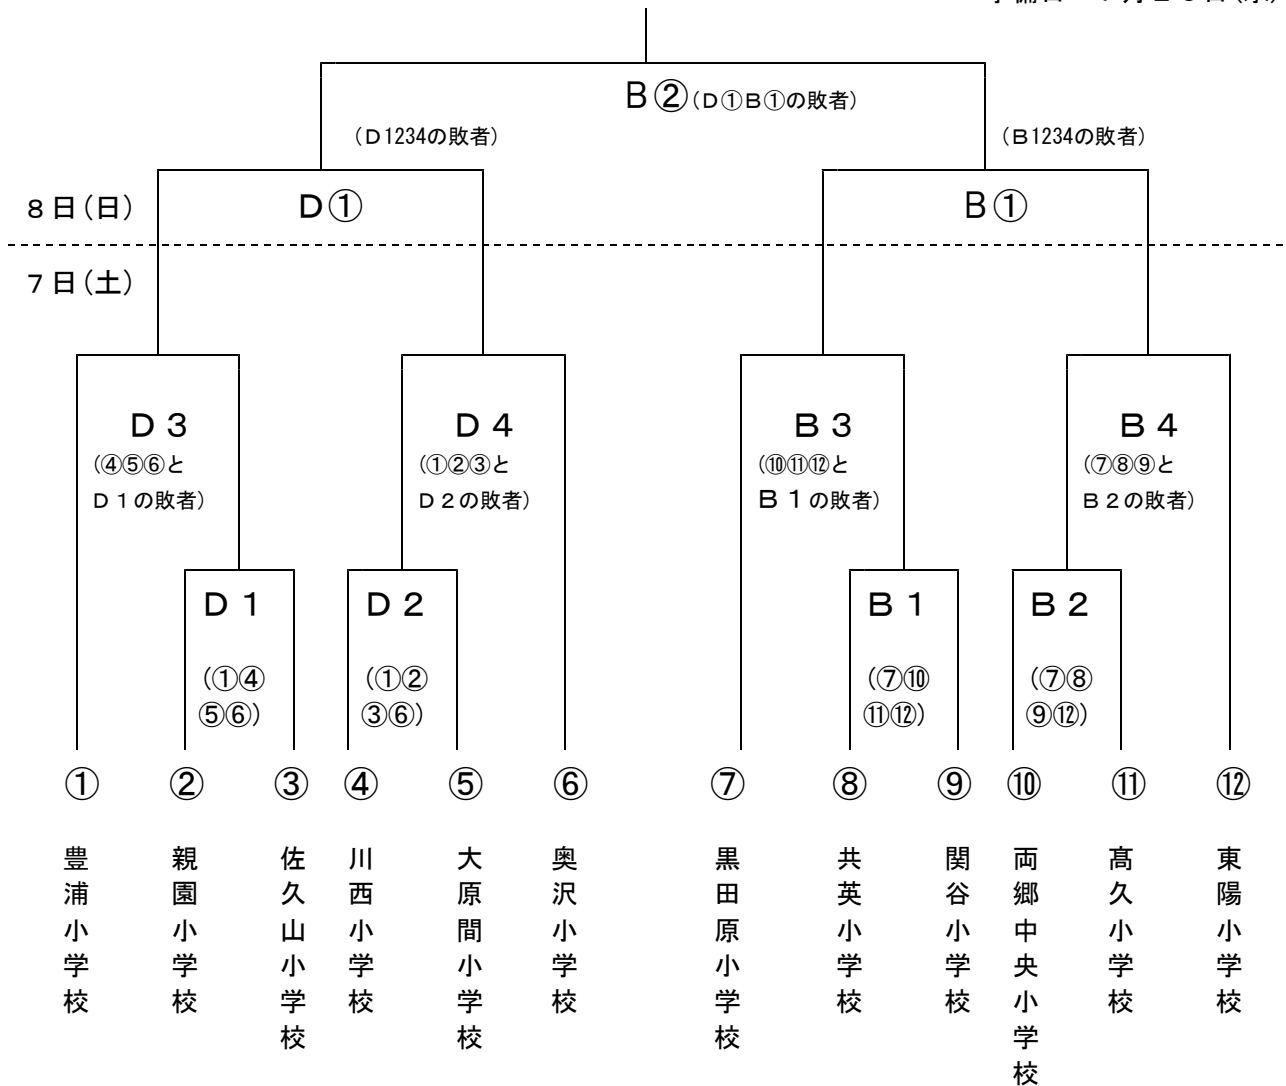 Ｂ②(Ｄ①Ｂ①の敗者)
(Ｄ1234の敗者)
(Ｂ1234の敗者)
８日(日)
Ｄ①
Ｂ①
７日(土)
Ｄ３
(④⑤⑥と
Ｄ１の敗者)
Ｄ４
(①②③と
Ｄ２の敗者)
Ｂ３
(⑩⑪⑫と
Ｂ１の敗者)
Ｂ４
(⑦⑧⑨と
Ｂ２の敗者)
Ｄ１
(①④
⑤⑥)
Ｄ２
(①②
③⑥)
Ｂ１
(⑦⑩
⑪⑫)
Ｂ２
(⑦⑧
⑨⑫)
① ② ③ ④ ⑤ ⑥ ⑦ ⑧ ⑨ ⑩ ⑪ ⑫
豊浦小学校
親園小学校
佐久山小学校
川西小学校
大原間小学校
奥沢小学校
黒田原小学校
共英小学校
関谷小学校
両郷中央小学校
髙久小学校
東陽小学校